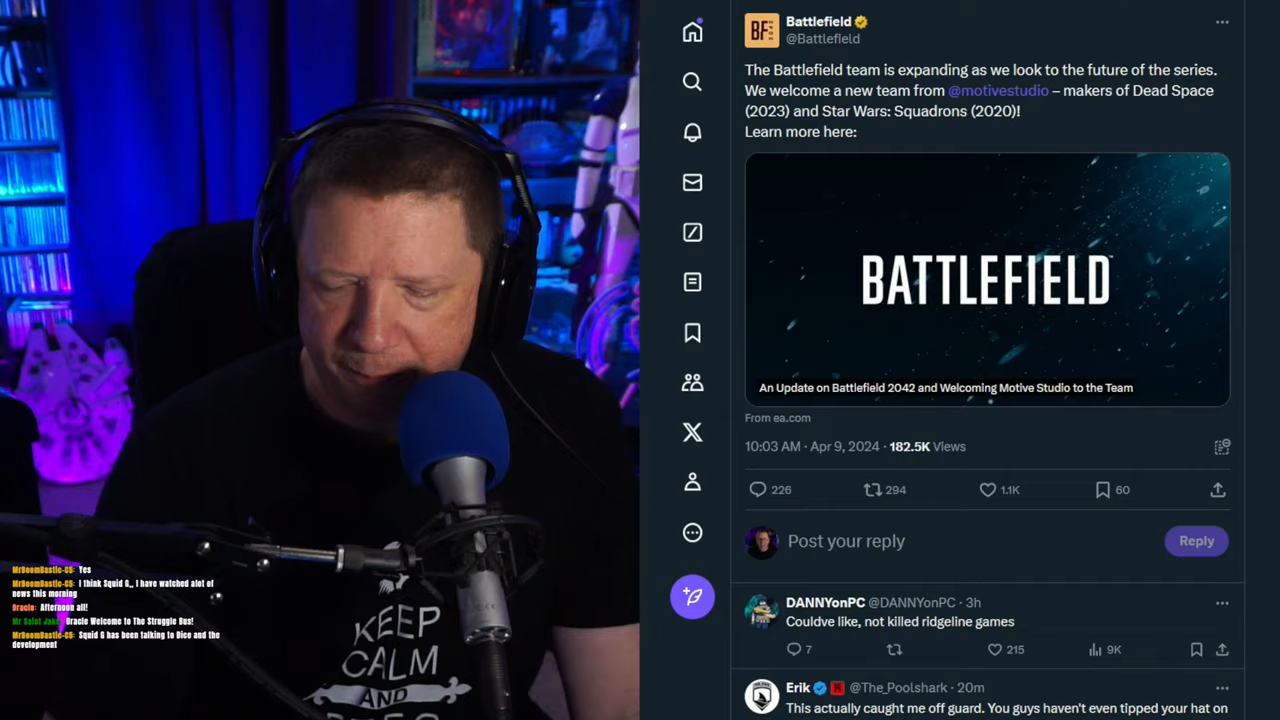 Battlefield
@Battlefield
The Battlefield team is expanding as we look to the future of the series.
We welcome a new team from @motivestudio – makers of Dead Space
(2023) and Star Wars: Squadrons (2020)!
Learn more here:
BATTLEFIELD
An Update on Battlefield 2042 and Welcoming Motive Studio to the Team
From ea.com
10:03 AM · Apr 9, 2024 · 182.5K Views
226
294
1.1K
60
Post your reply
Reply
DANNYonPC @DANNYonPC · 3h
Couldve like, not killed ridgeline games
7
215
9K
Erik @The_Poolshark · 20m
This actually caught me off guard. You guys haven't even tipped your hat on
MrBoomBastic-C5: Yes
MrBoomBastic-C5: I think Squid G,, I have watched alot of
news this morning
Oracle: Afternoon all!
Mr Saint Jake: Oracle Welcome to The Struggle Bus!
MrBoomBastic-C5: Squid G has been talking to Dice and the
development
KEEP
CALM
AND